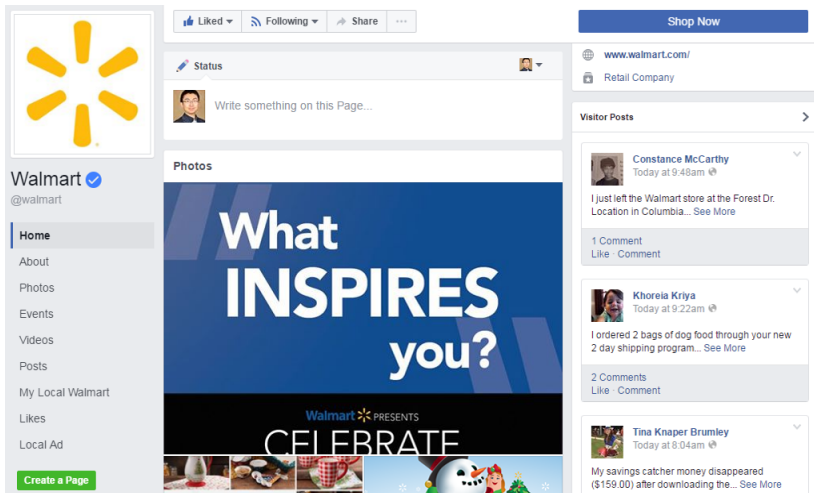 Walmart
@walmart
Home
About
Photos
Events
Videos
Posts
My Local Walmart
Likes
Local Ad
Create a Page
Liked
Following
Share
Status
Write something on this Page...
Photos
What
INSPIRES
you?
Walmart PRESENTS
CELEBRATE
Shop Now
www.walmart.com/
Retail Company
Visitor Posts
Constance McCarthy
Today at 9:48am
I just left the Walmart store at the Forest Dr.
Location in Columbia... See More
1 Comment
Like · Comment
Khoreia Kriya
Today at 9:22am
I ordered 2 bags of dog food through your new
2 day shipping program... See More
2 Comments
Like · Comment
Tina Knaper Brumley
Today at 8:04am
My savings catcher money disappeared
($159.00) after downloading the... See More